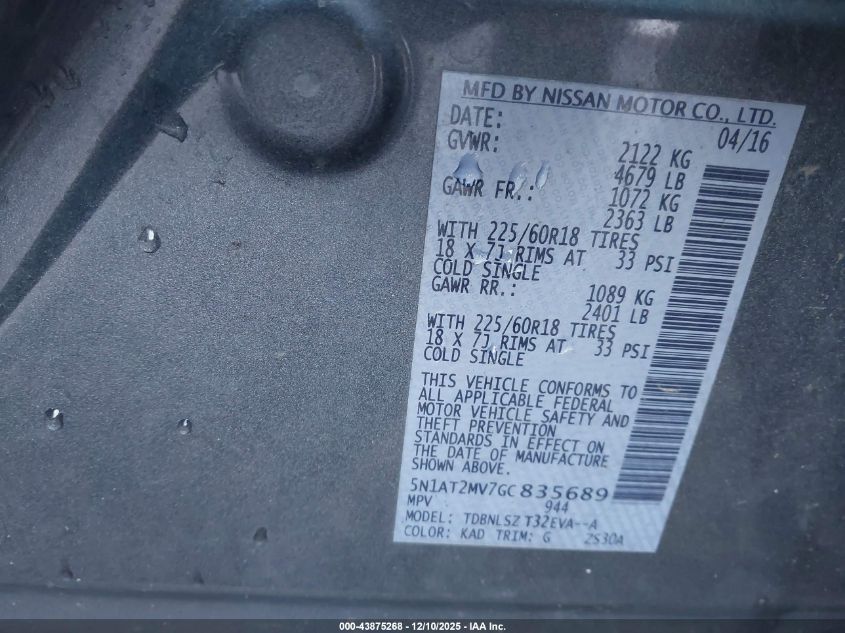 MFD BY NISSAN MOTOR CO., LTD.
DATE: 04/16
GVWR: 2122 KG
4679 LB
GAWR FR.: 1072 KG
2363 LB
WITH 225/60R18 TIRES
18 X 7J RIMS AT 33 PSI
COLD SINGLE
GAWR RR.: 1089 KG
2401 LB
WITH 225/60R18 TIRES
18 X 7J RIMS AT 33 PSI
COLD SINGLE
THIS VEHICLE CONFORMS TO
ALL APPLICABLE FEDERAL
MOTOR VEHICLE SAFETY AND
THEFT PREVENTION
STANDARDS IN EFFECT ON
THE DATE OF MANUFACTURE
SHOWN ABOVE.
5N1AT2MV7GC835689
MPV 944
MODEL: TDBNLSZ T32EVA--A
COLOR: KAD TRIM: G ZS30A
000-43875268 - 12/10/2025 - IAA Inc.